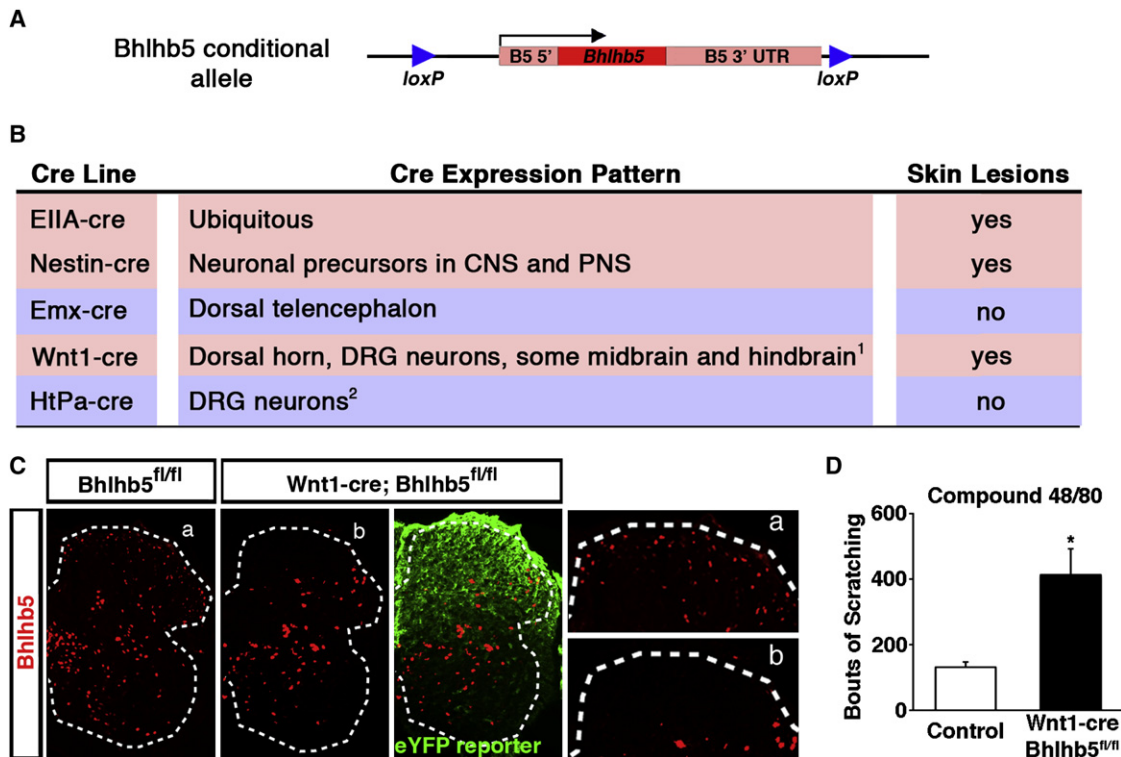 A
Bhlhb5 conditional
allele
B5 5’ Bhlhb5 B5 3’ UTR
loxP loxP
B
Cre Line Cre Expression Pattern Skin Lesions
EIIA-cre Ubiquitous yes
Nestin-cre Neuronal precursors in CNS and PNS yes
Emx-cre Dorsal telencephalon no
Wnt1-cre Dorsal horn, DRG neurons, some midbrain and hindbrain¹ yes
HtPa-cre DRG neurons² no
C
Bhlhb5fl/fl Wnt1-cre; Bhlhb5fl/fl
Bhlhb5
a b a
b
eYFP reporter
D
Compound 48/80
Bouts of Scratching
600
400
200
0
*
Control Wnt1-cre
Bhlhb5fl/fl